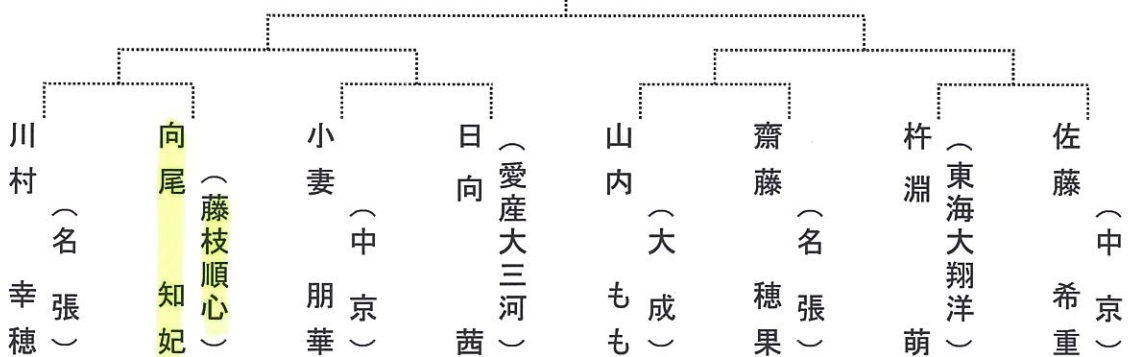 川村 幸穂
（名張）
向尾 知妃
（藤枝順心）
小妻 朋華
（中京）
日向 茜
（愛産大三河）
山内 もも
（大成）
齋藤 穂果
（名張）
杵淵 萌
（東海大翔洋）
佐藤 希重
（中京）